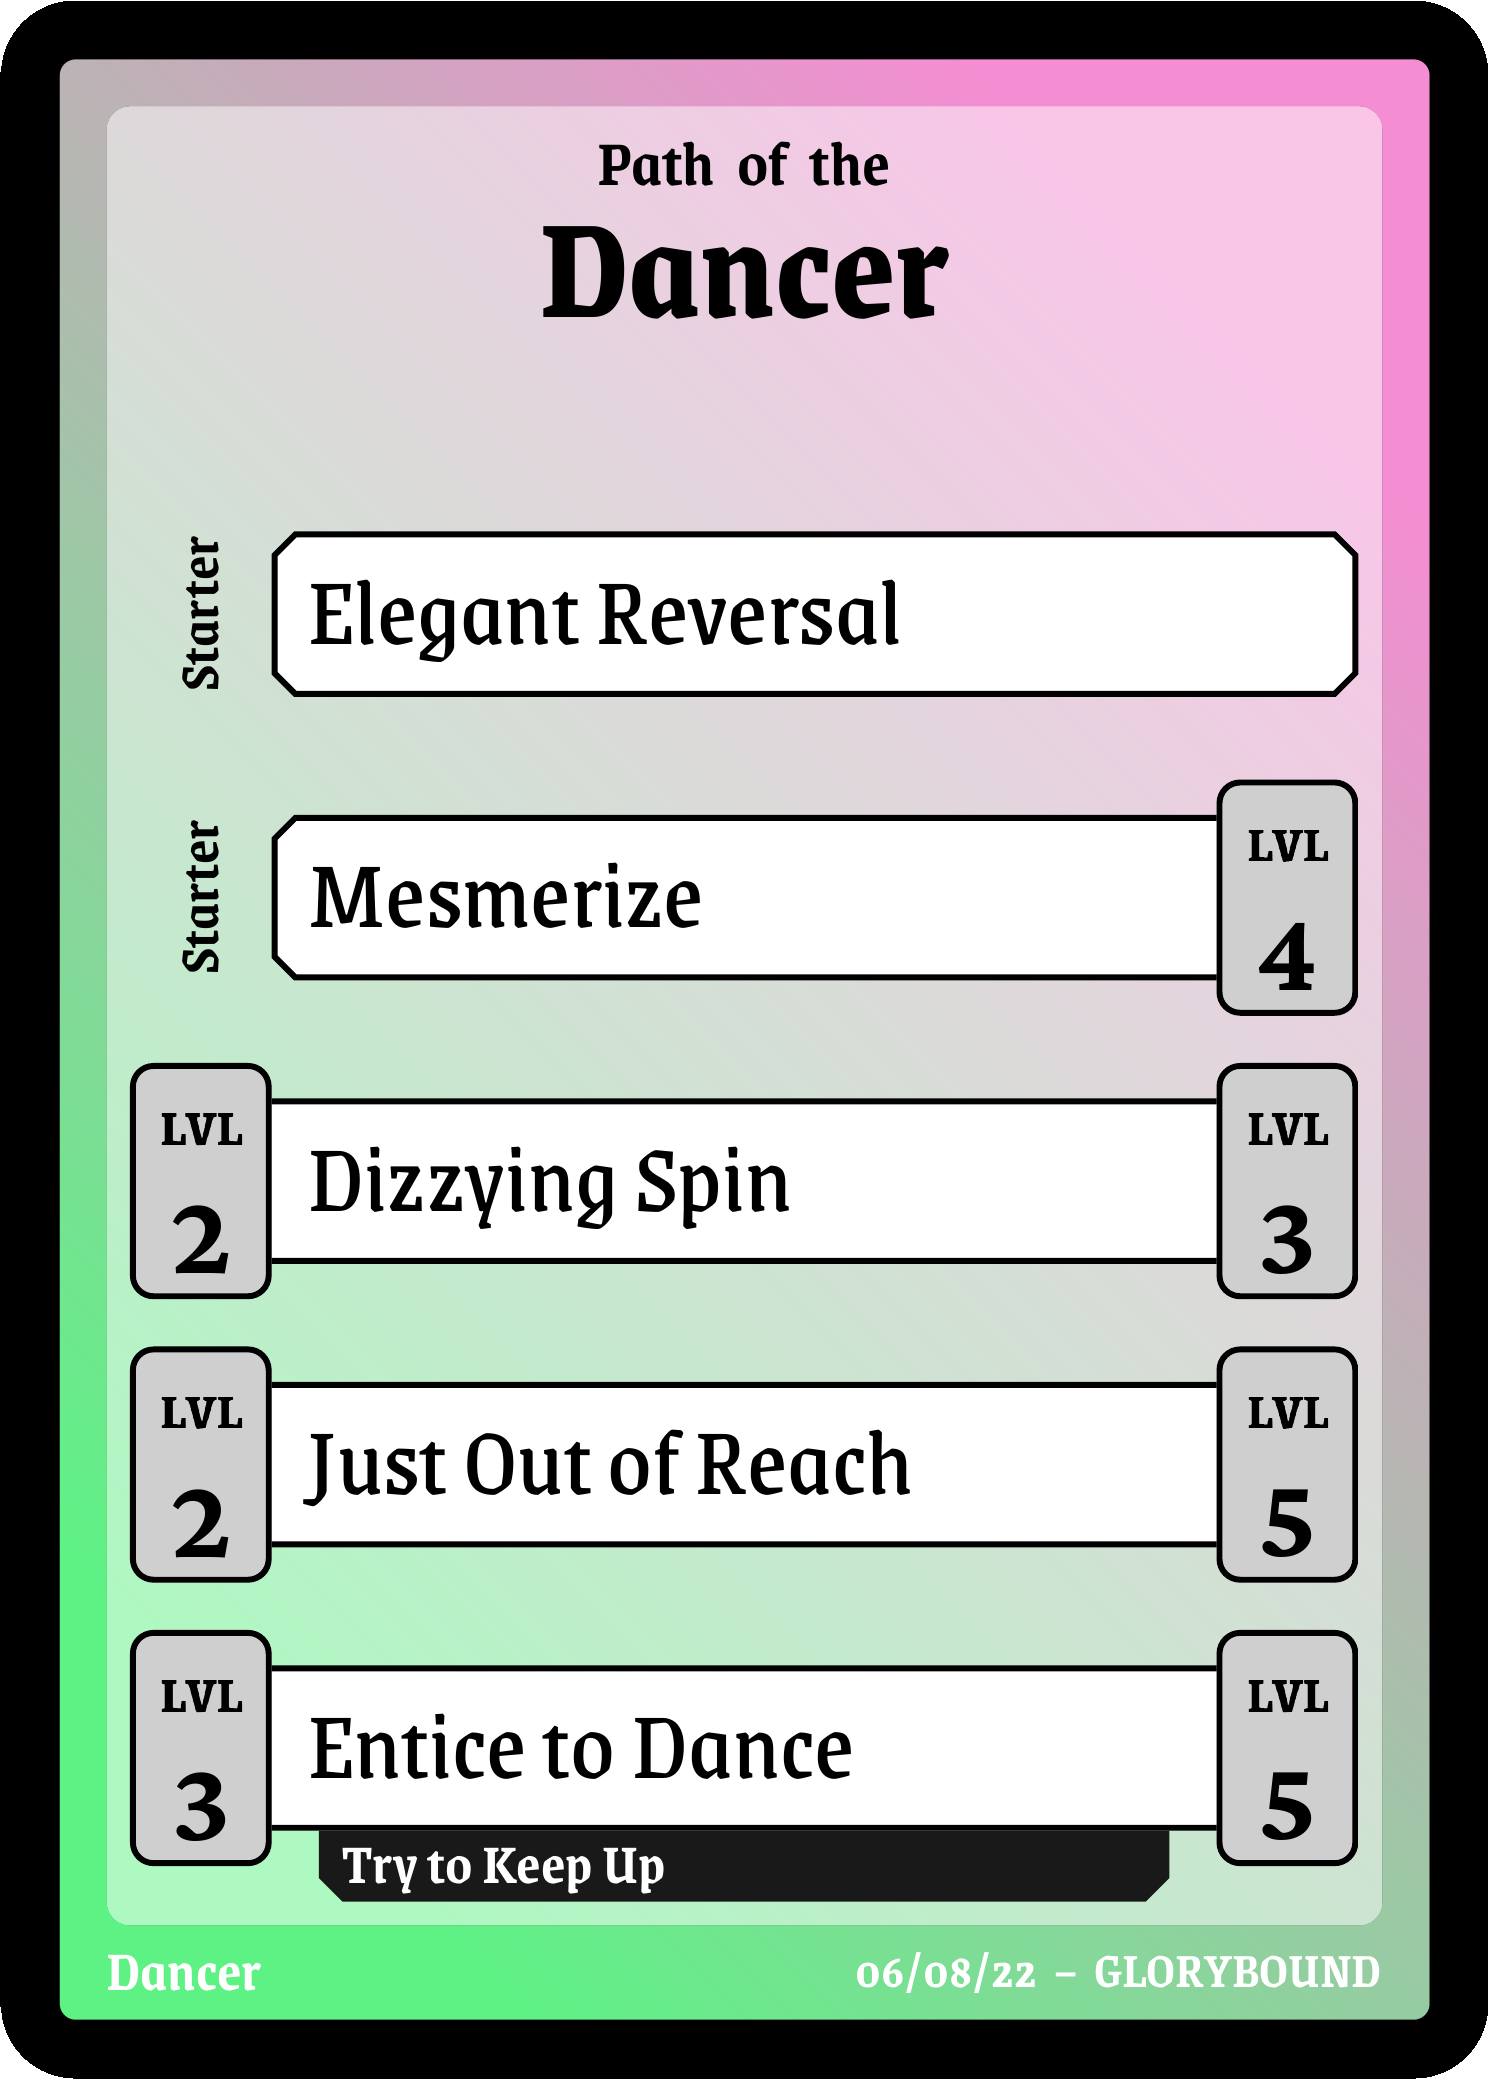 Path of the
Dancer
Starter
Elegant Reversal
Starter
Mesmerize
LVL
4
LVL
2
Dizzying Spin
LVL
3
LVL
2
Just Out of Reach
LVL
5
LVL
3
Entice to Dance
LVL
5
Try to Keep Up
Dancer
06/08/22 – GLORYBOUND